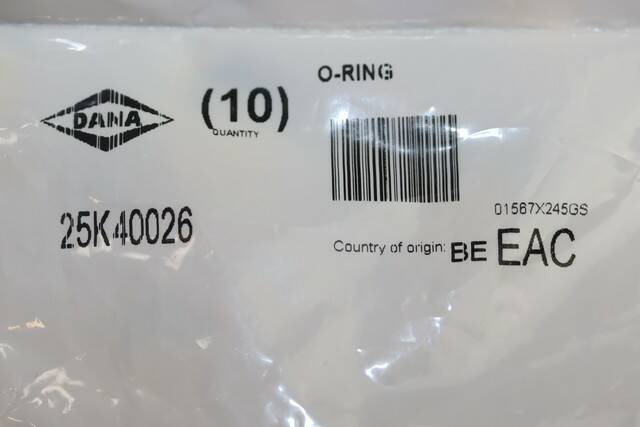 O-RING
DANA
(10)
QUANTITY
25K40026
01567X245GS
Country of origin: BE EAC